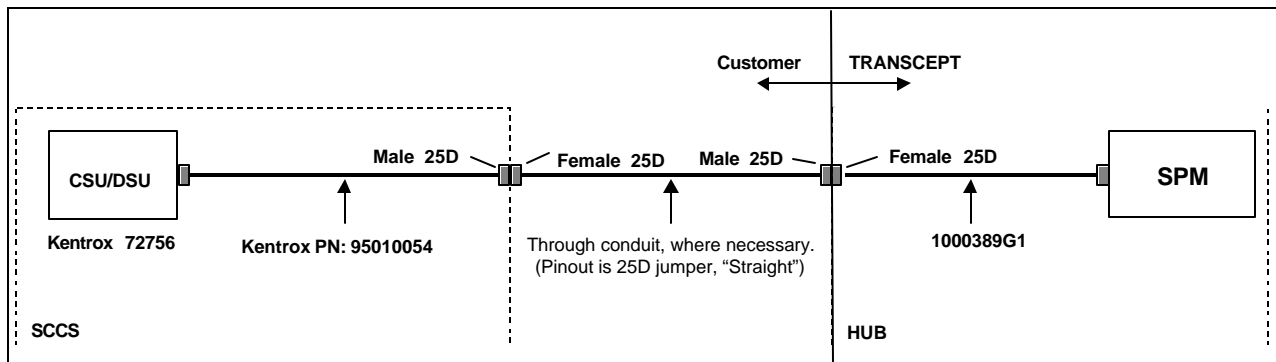 Customer TRANSCEPT
Male 25D
Female 25D
Male 25D
Female 25D
CSU/DSU
SPM
Kentrox 72756
Kentrox PN: 95010054
Through conduit, where necessary.
(Pinout is 25D jumper, “Straight”)
1000389G1
SCCS
HUB